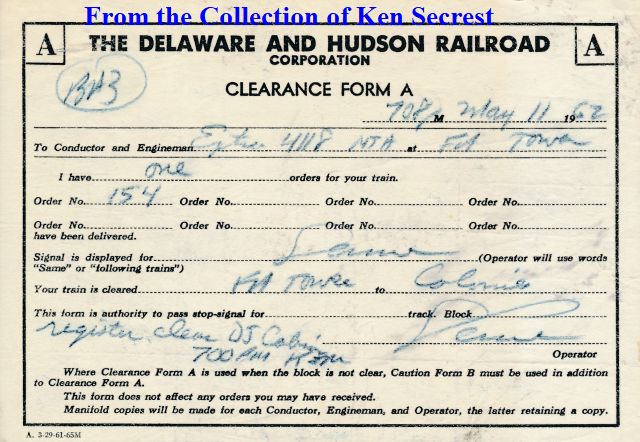 From the Collection of Ken Secrest
A THE DELAWARE AND HUDSON RAILROAD A
CORPORATION
CLEARANCE FORM A
708 P M May 11 1962
To Conductor and Engineman Extra 4118 at Tower
I have one orders for your train.
Order No. 154 Order No. Order No. Order No.
Order No. Order No. Order No. Order No.
have been delivered.
Signal is displayed for Same (Operator will use words
"Same" or "following trains")
Your train is cleared to Colonie
This form is authority to pass stop-signal for track. Block
register clear DJ Cabin
700 PM
Operator
Where Clearance Form A is used when the block is not clear, Caution Form B must be used in addition
to Clearance Form A.
This form does not affect any orders you may have received.
Manifold copies will be made for each Conductor, Engineman, and Operator, the latter retaining a copy.
A. 3-29-61-65M